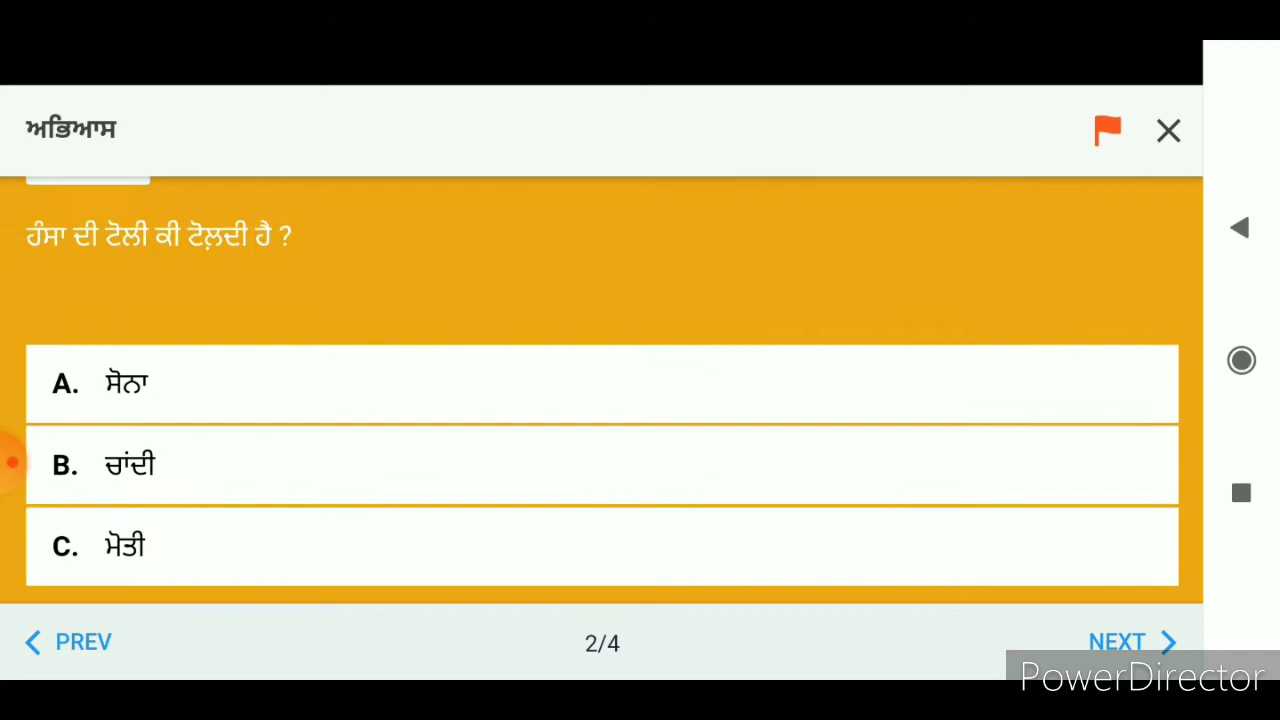 ਅਭਿਆਸ
ਹੰਸਾ ਦੀ ਟੋਲੀ ਕੀ ਟੋਲ਼ਦੀ ਹੈ ?
A. ਸੋਨਾ
B. ਚਾਂਦੀ
C. ਮੋਤੀ
PREV 2/4 NEXT
PowerDirector